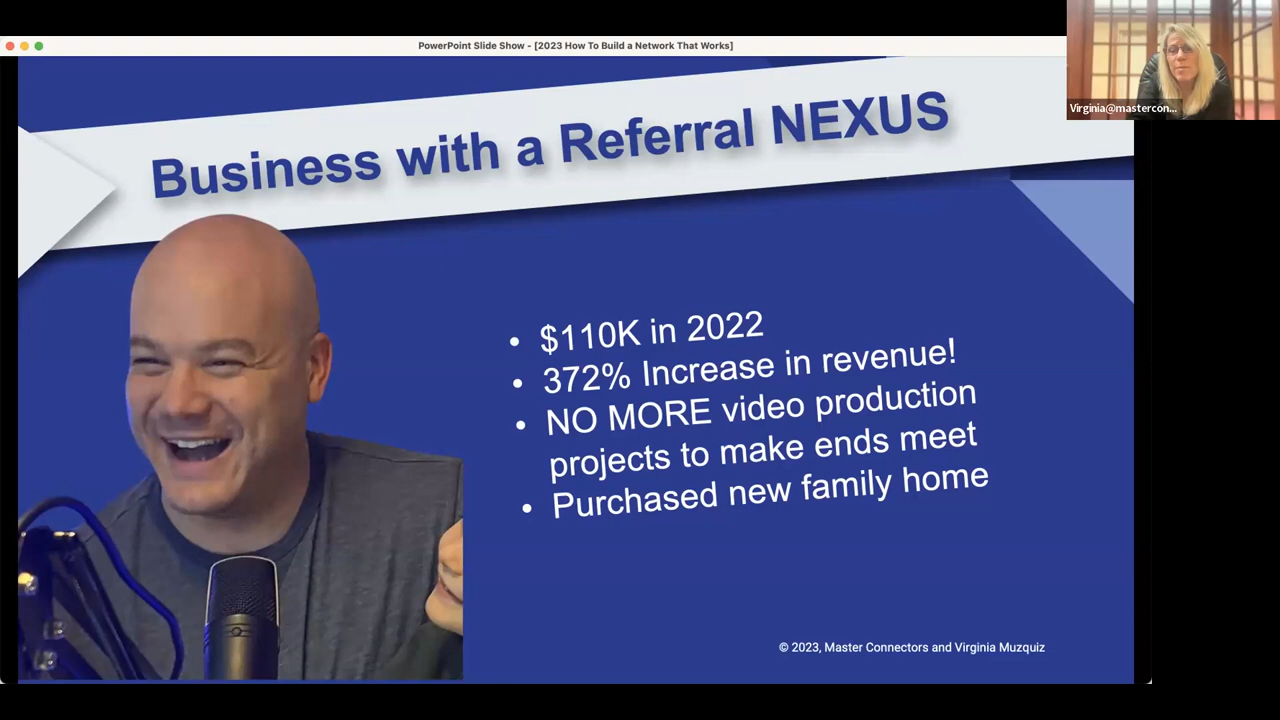 PowerPoint Slide Show - [2023 How To Build a Network That Works]
Virginia@mastercon...
Business with a Referral NEXUS
• $110K in 2022
• 372% Increase in revenue!
• NO MORE video production
projects to make ends meet
• Purchased new family home
© 2023, Master Connectors and Virginia Muzquiz